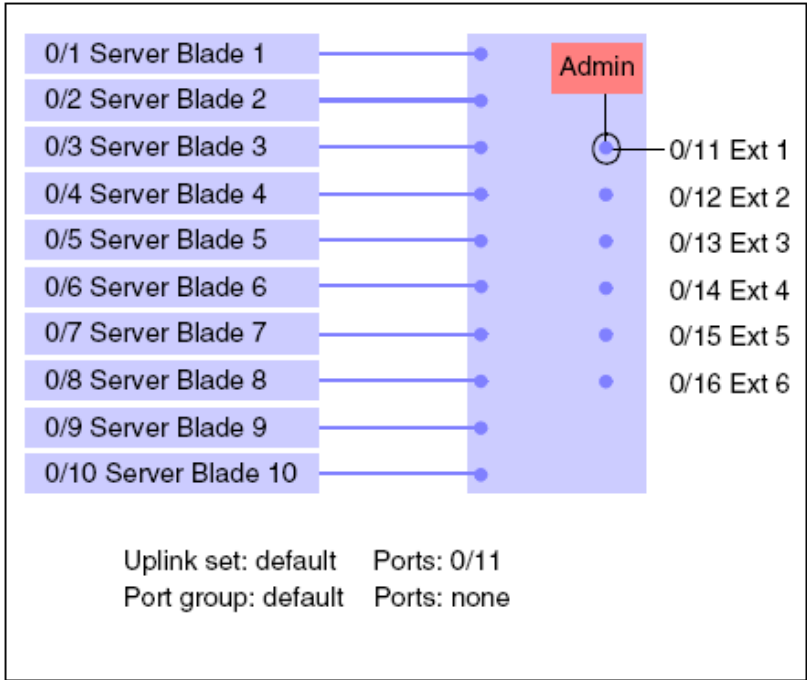 0/1 Server Blade 1
0/2 Server Blade 2
0/3 Server Blade 3
0/4 Server Blade 4
0/5 Server Blade 5
0/6 Server Blade 6
0/7 Server Blade 7
0/8 Server Blade 8
0/9 Server Blade 9
0/10 Server Blade 10
Admin
0/11 Ext 1
0/12 Ext 2
0/13 Ext 3
0/14 Ext 4
0/15 Ext 5
0/16 Ext 6
Uplink set: default Ports: 0/11
Port group: default Ports: none